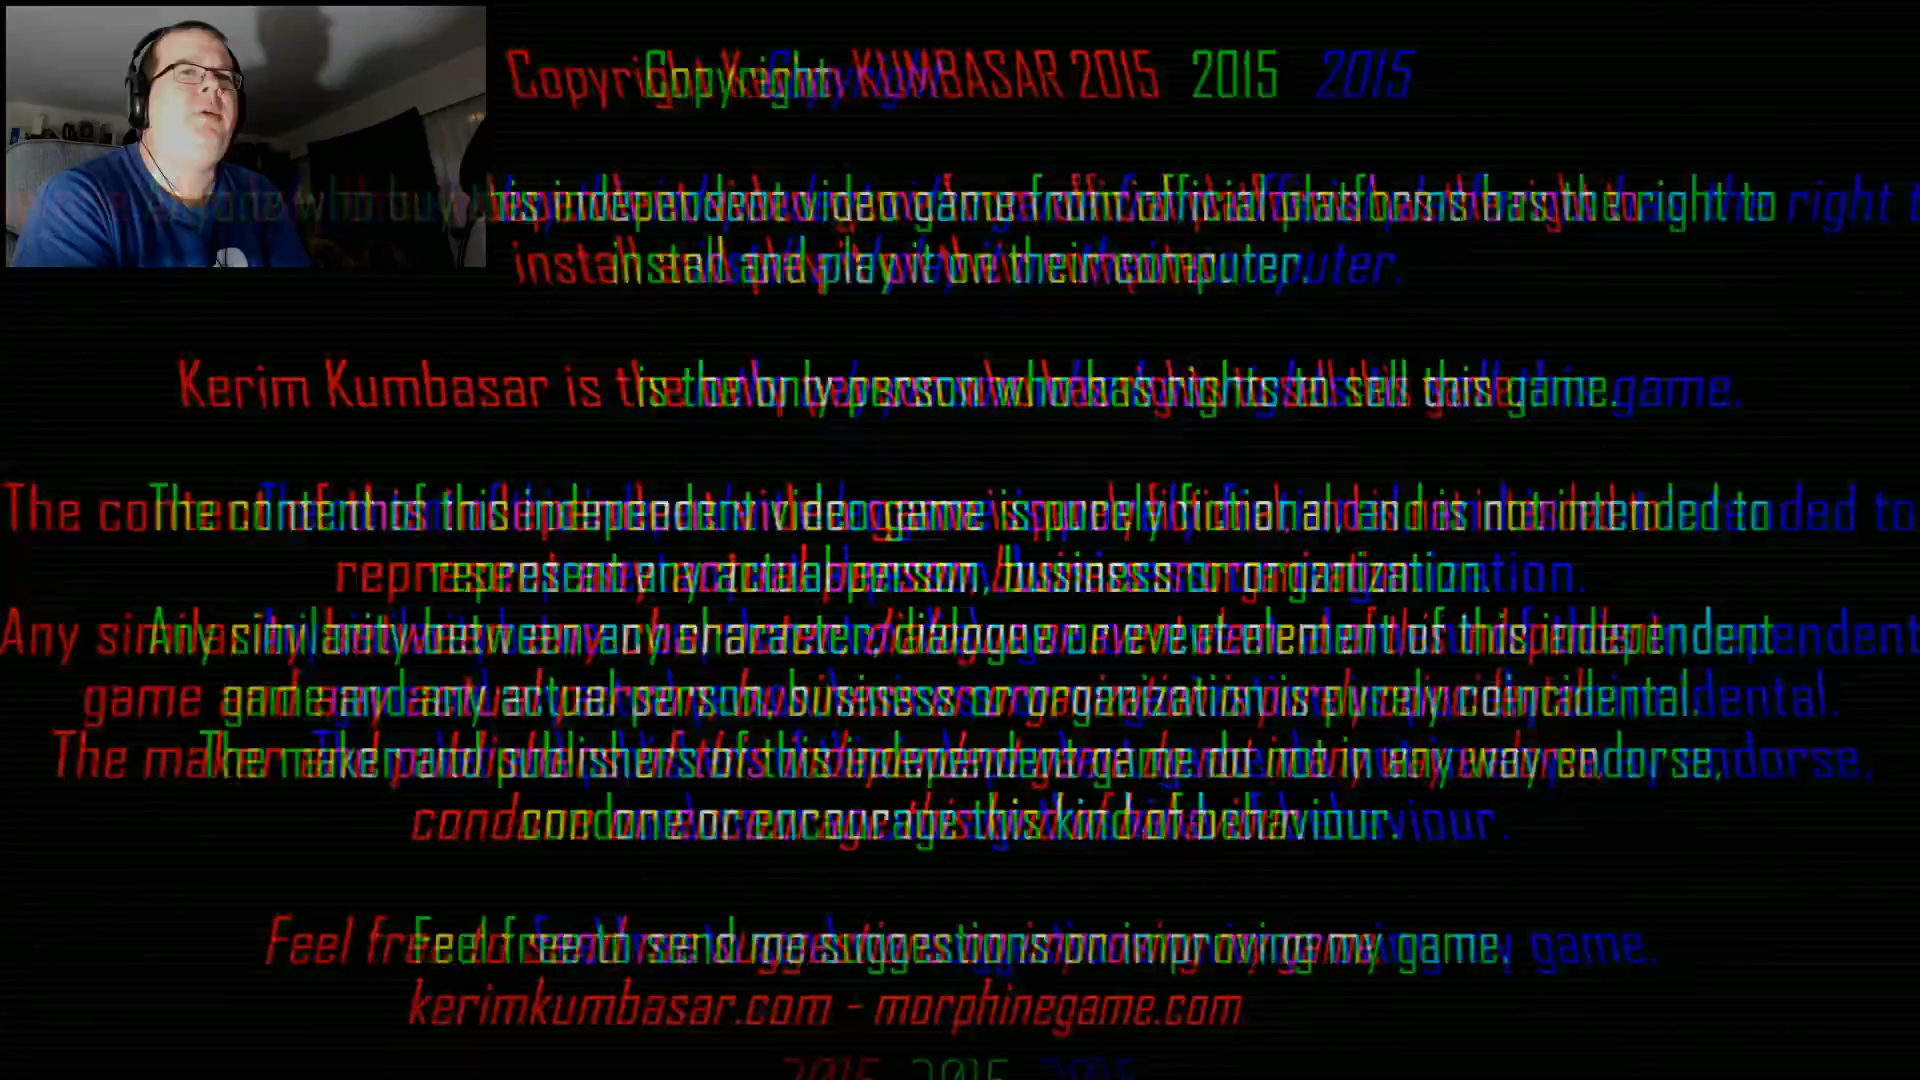 Copyright Kerim KUMBASAR 2015
Anyone who buy this independent video game from official platforms has the right to
install and play it on their computer.
Kerim Kumbasar is the only person who has rights to sell this game.
The content of this independent video game is purely fictional, and is not intended to
represent any actual person, business or organization.
Any similarity between any character, dialogue or event element of this independent
game and any actual person, business or organization is purely coincidental.
The maker and publishers of this independent game do not in any way endorse,
condone or encourage this kind of behaviour.
Feel free to send me suggestions improving my game.
kerimkumbasar.com - morphinegame.com
2015